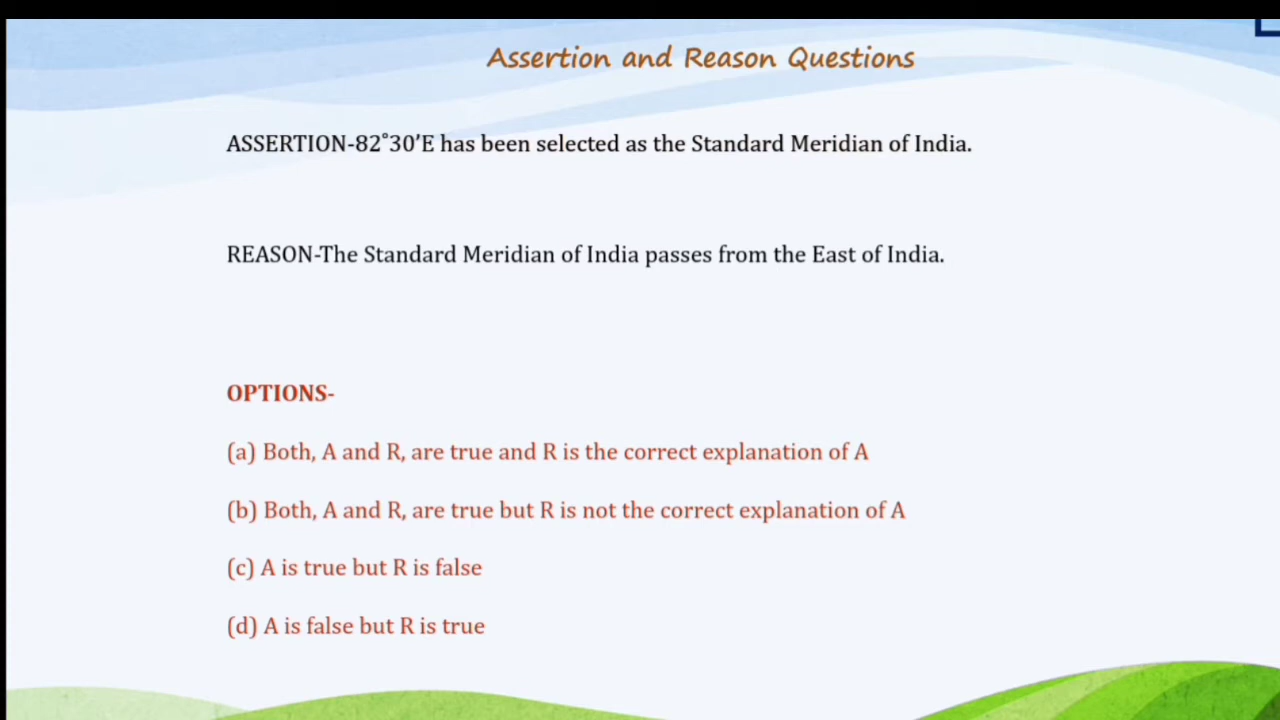 Assertion and Reason Questions
ASSERTION-82°30’E has been selected as the Standard Meridian of India.
REASON-The Standard Meridian of India passes from the East of India.
OPTIONS-
(a) Both, A and R, are true and R is the correct explanation of A
(b) Both, A and R, are true but R is not the correct explanation of A
(c) A is true but R is false
(d) A is false but R is true